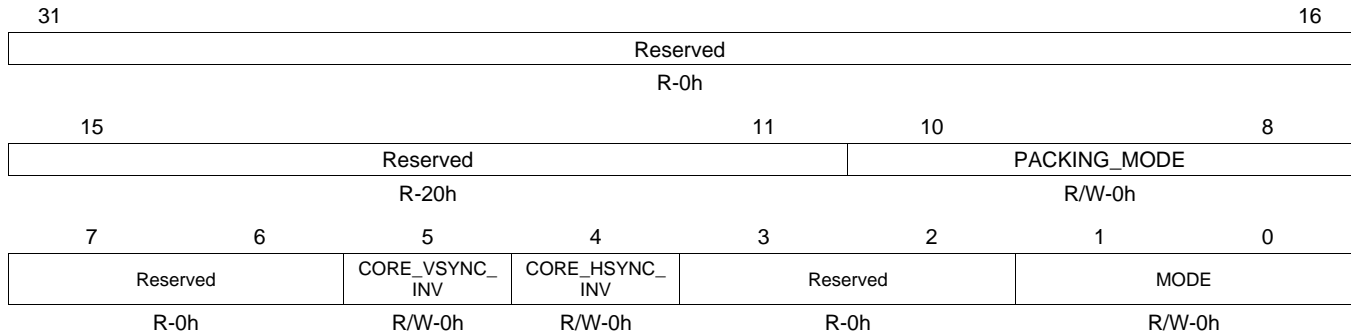 31 16
Reserved
R-0h
15 11 10 8
Reserved PACKING_MODE
R-20h R/W-0h
7 6 5 4 3 2 1 0
Reserved CORE_VSYNC_ CORE_HSYNC_ Reserved MODE
INV INV
R-0h R/W-0h R/W-0h R-0h R/W-0h